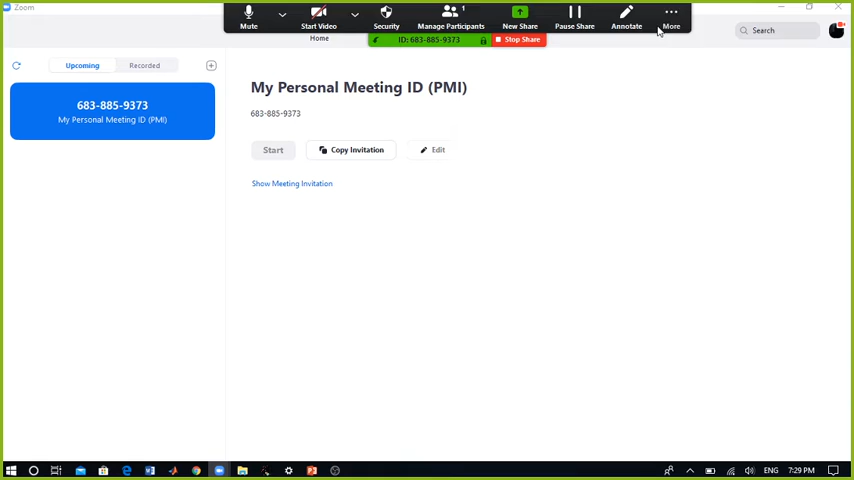 Zoom
Mute
Start Video
Security
Manage Participants
1
New Share
Pause Share
Annotate
More
Home
ID: 683-885-9373
Stop Share
Search
Upcoming
Recorded
683-885-9373
My Personal Meeting ID (PMI)
My Personal Meeting ID (PMI)
683-885-9373
Start
Copy Invitation
Edit
Show Meeting Invitation
ENG
7:29 PM